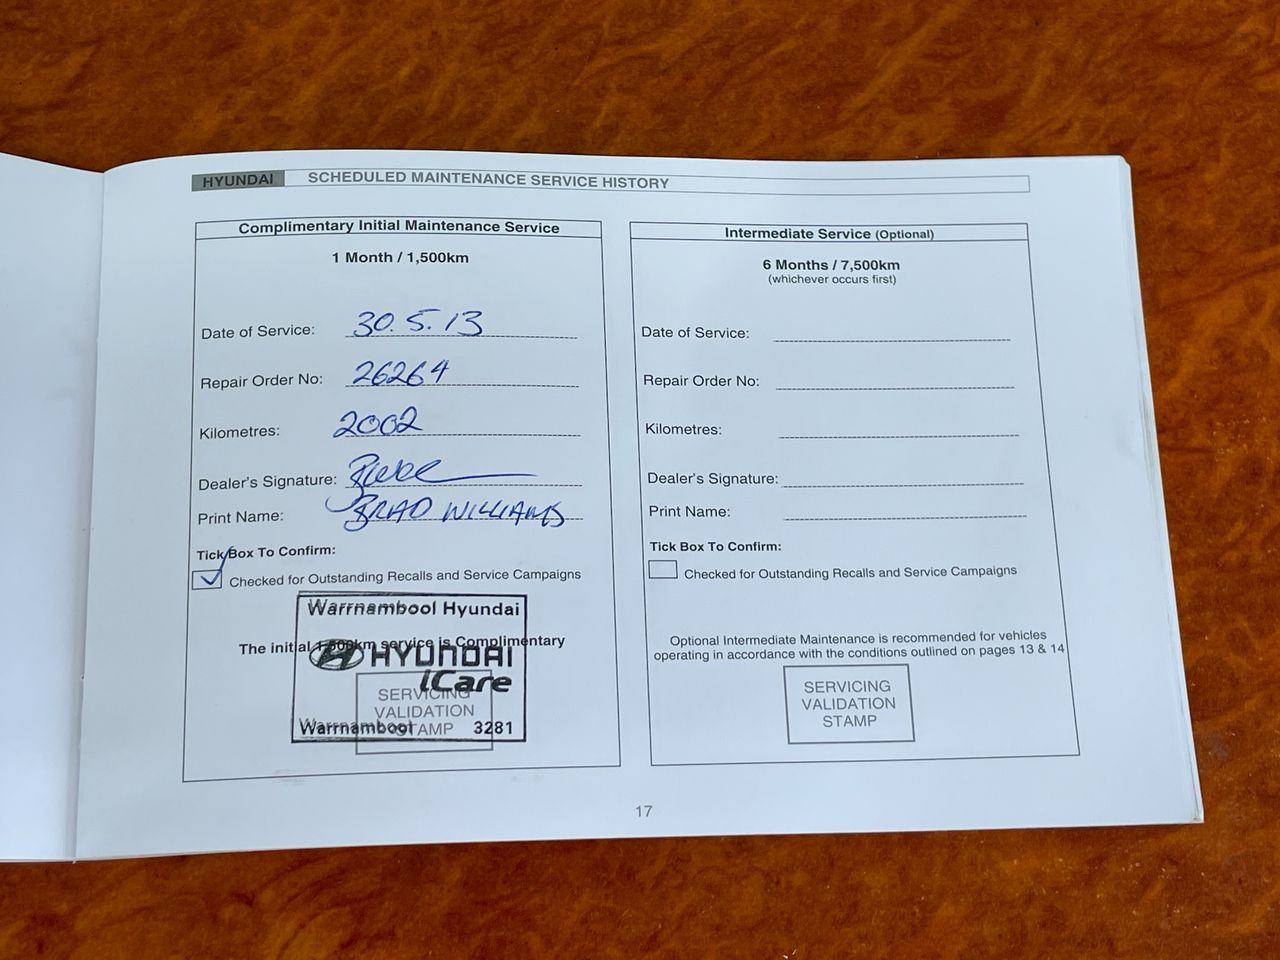 HYUNDAI SCHEDULED MAINTENANCE SERVICE HISTORY
Complimentary Initial Maintenance Service
1 Month / 1,500km
Date of Service: 30.5.13
Repair Order No: 26264
Kilometres: 2002
Dealer's Signature:
Print Name: BRAD WILLIAMS
Tick Box To Confirm:
Checked for Outstanding Recalls and Service Campaigns
Warrnambool Hyundai
The initial 1,500km service is Complimentary
HYUNDAI
iCare
SERVICING
VALIDATION
STAMP
Warrnambool 3281
Intermediate Service (Optional)
6 Months / 7,500km
(whichever occurs first)
Date of Service:
Repair Order No:
Kilometres:
Dealer's Signature:
Print Name:
Tick Box To Confirm:
Checked for Outstanding Recalls and Service Campaigns
Optional Intermediate Maintenance is recommended for vehicles
operating in accordance with the conditions outlined on pages 13 & 14
SERVICING
VALIDATION
STAMP
17